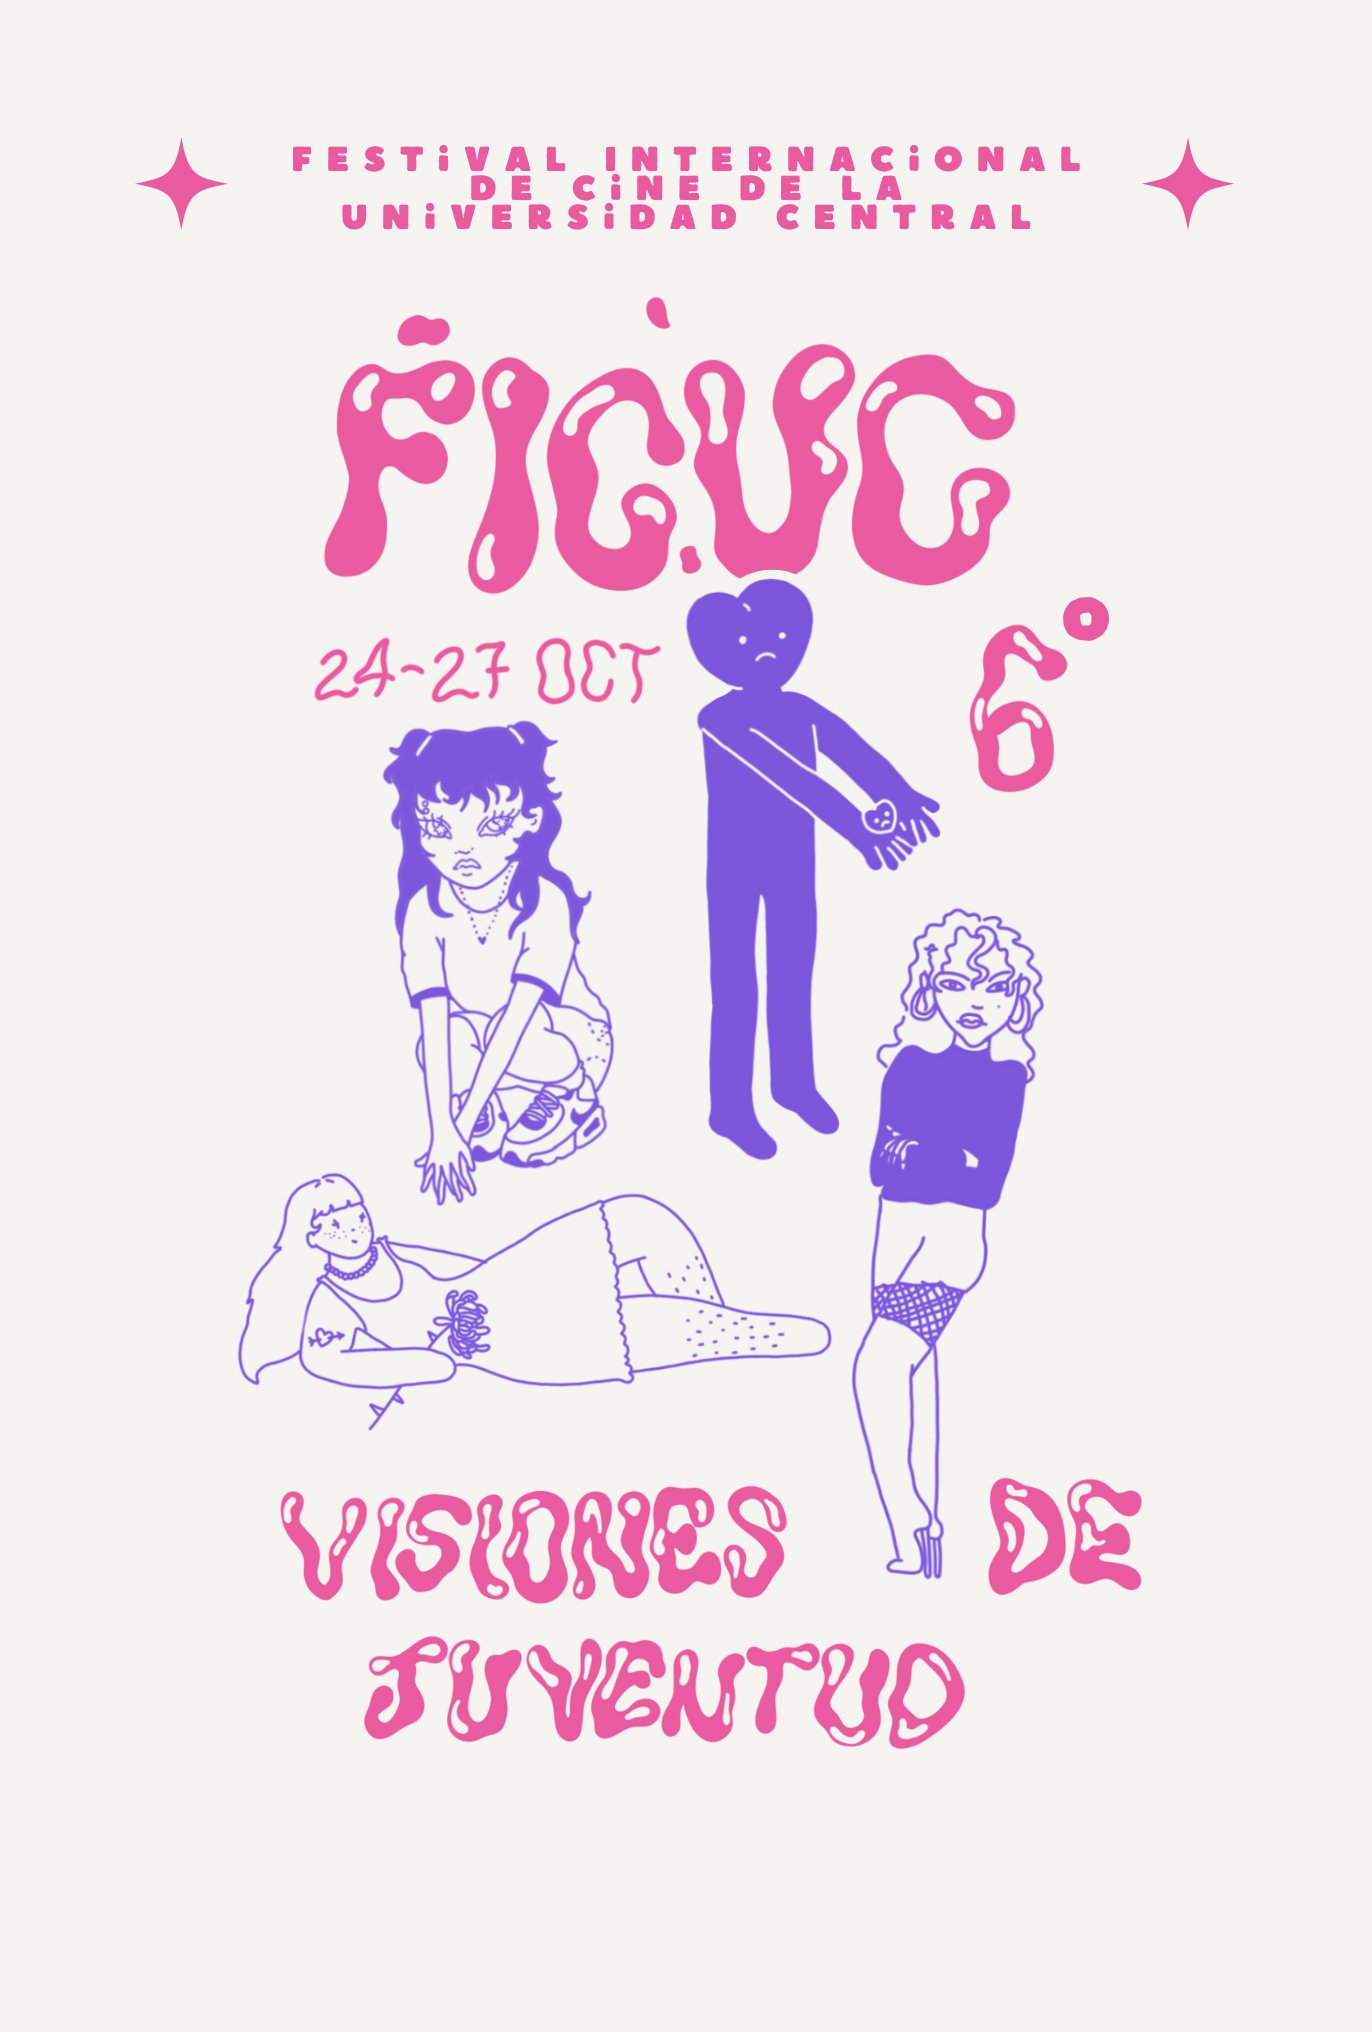 FESTiVAL INTERNACiONAL
DE CiNE DE LA
UNiVERSiDAD CENTRAL
FICUC
24-27 OCT
6°
VISIONES DE
JUVENTUD